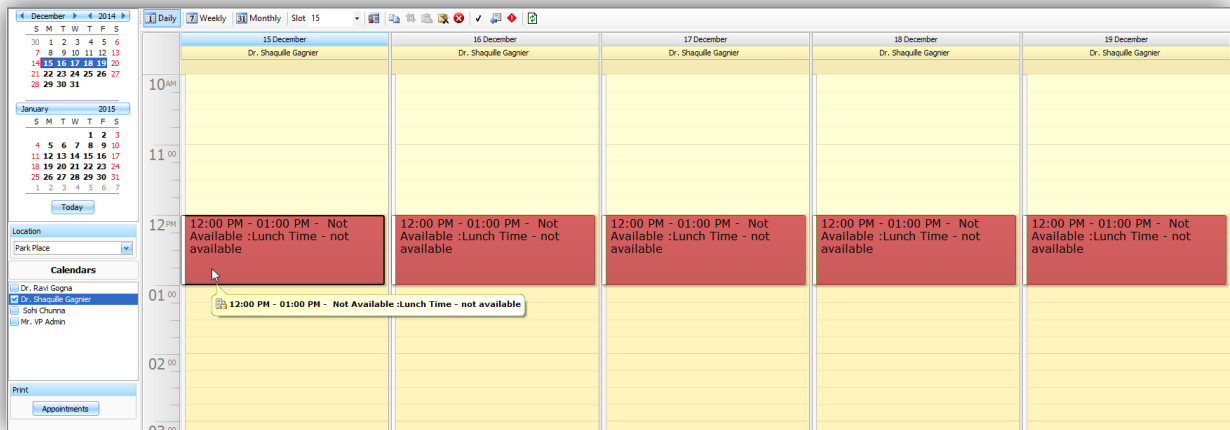 December 2014
S M T W T F S
30 1 2 3 4 5 6
7 8 9 10 11 12 13
14 15 16 17 18 19 20
21 22 23 24 25 26 27
28 29 30 31
January 2015
S M T W T F S
1 2 3
4 5 6 7 8 9 10
11 12 13 14 15 16 17
18 19 20 21 22 23 24
25 26 27 28 29 30 31
1 2 3 4 5 6 7
Today
Location
Park Place
Calendars
Dr. Ravi Gogna
Dr. Shaquille Gagnier
Sohi Chunna
Mr. VP Admin
Print
Appointments
1 Daily 7 Weekly 31 Monthly Slot 15
15 December 16 December 17 December 18 December 19 December
Dr. Shaquille Gagnier Dr. Shaquille Gagnier Dr. Shaquille Gagnier Dr. Shaquille Gagnier Dr. Shaquille Gagnier
10 AM
11 00
12 PM
12:00 PM - 01:00 PM - Not
Available :Lunch Time - not
available
12:00 PM - 01:00 PM - Not
Available :Lunch Time - not
available
12:00 PM - 01:00 PM - Not
Available :Lunch Time - not
available
12:00 PM - 01:00 PM - Not
Available :Lunch Time - not
available
12:00 PM - 01:00 PM - Not
Available :Lunch Time - not
available
01 00
12:00 PM - 01:00 PM - Not Available :Lunch Time - not available
02 00
03 00